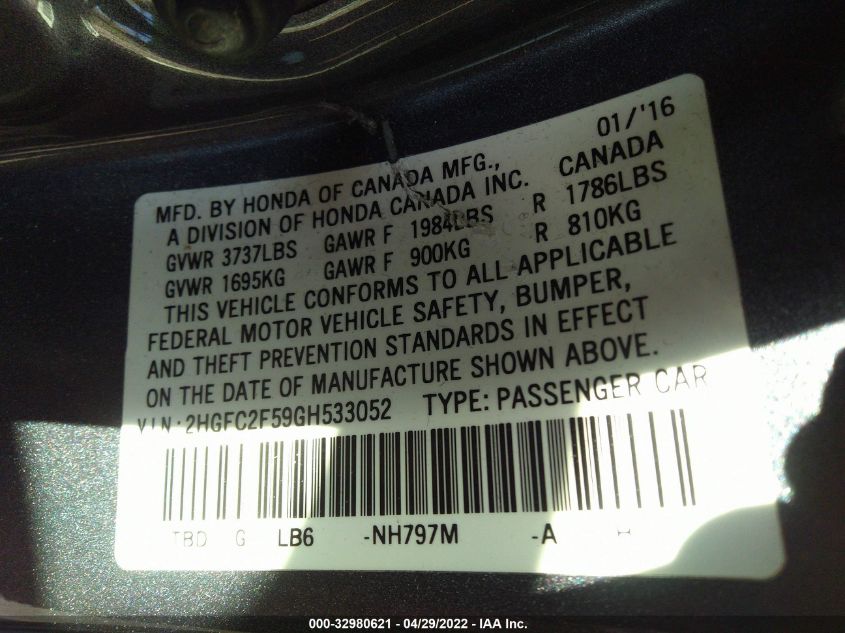 01/'16
MFD. BY HONDA OF CANADA MFG.,
A DIVISION OF HONDA CANADA INC. CANADA
GVWR 3737LBS GAWR F 1984LBS R 1786LBS
GVWR 1695KG GAWR F 900KG R 810KG
THIS VEHICLE CONFORMS TO ALL APPLICABLE
FEDERAL MOTOR VEHICLE SAFETY, BUMPER,
AND THEFT PREVENTION STANDARDS IN EFFECT
ON THE DATE OF MANUFACTURE SHOWN ABOVE.
VIN: 2HGFC2F59GH533052 TYPE: PASSENGER CAR
TBD G LB6 -NH797M -A H
000-32980621 - 04/29/2022 - IAA Inc.